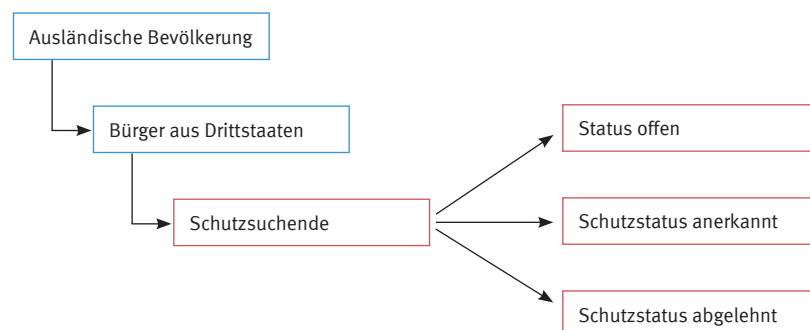 Ausländische Bevölkerung
Bürger aus Drittstaaten
Schutzsuchende
Status offen
Schutzstatus anerkannt
Schutzstatus abgelehnt